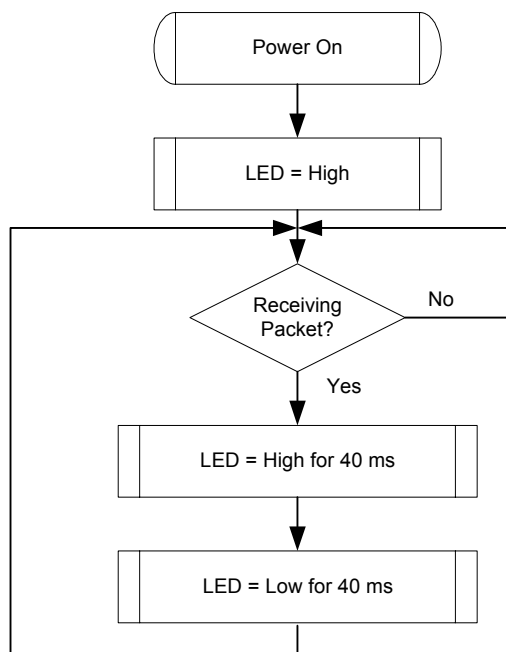 Power On
LED = High
Receiving
Packet?
No
Yes
LED = High for 40 ms
LED = Low for 40 ms